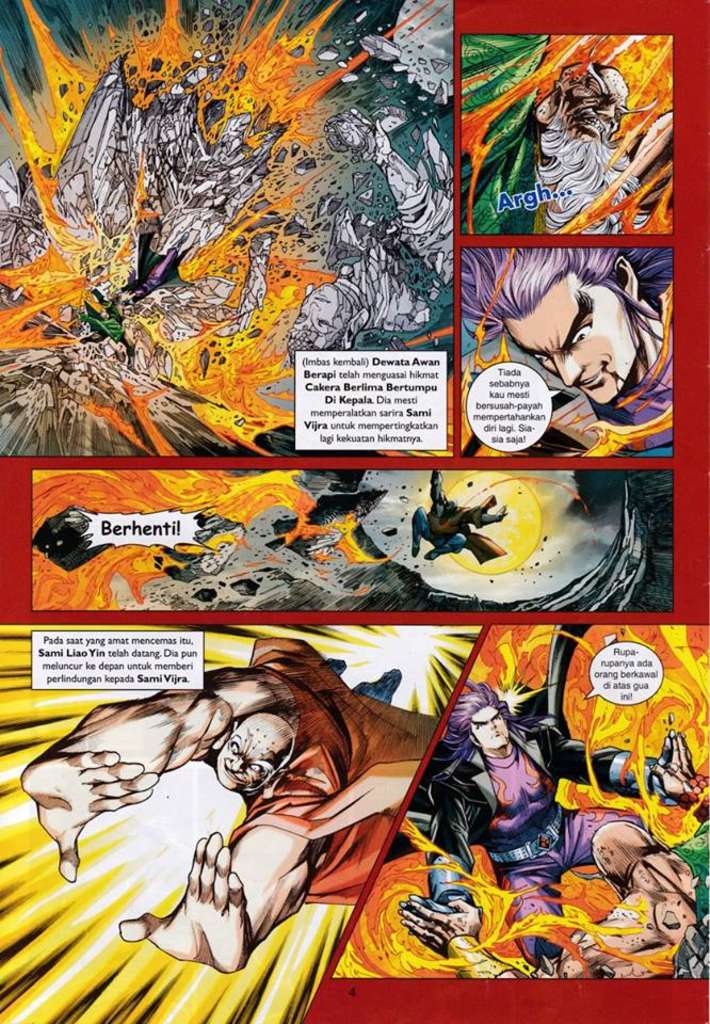 Argh...
(Imbas kembali) Dewata Awan
Berapi telah menguasai hikmat
Cakera Berlima Bertumpu
Di Kepala. Dia mesti
memperalatkan sarira Sami
Vijra untuk mempertingkatkan
lagi kekuatan hikmatnya.
Tiada
sebabnya
kau mesti
bersusah-payah
mempertahankan
diri lagi. Sia-
sia saja!
Berhenti!
Pada saat yang amat mencemas itu,
Sami Liao Yin telah datang. Dia pun
meluncur ke depan untuk memberi
perlindungan kepada Sami Vijra.
Rupa-
rupanya ada
orang berkawal
di atas gua
ini!
4